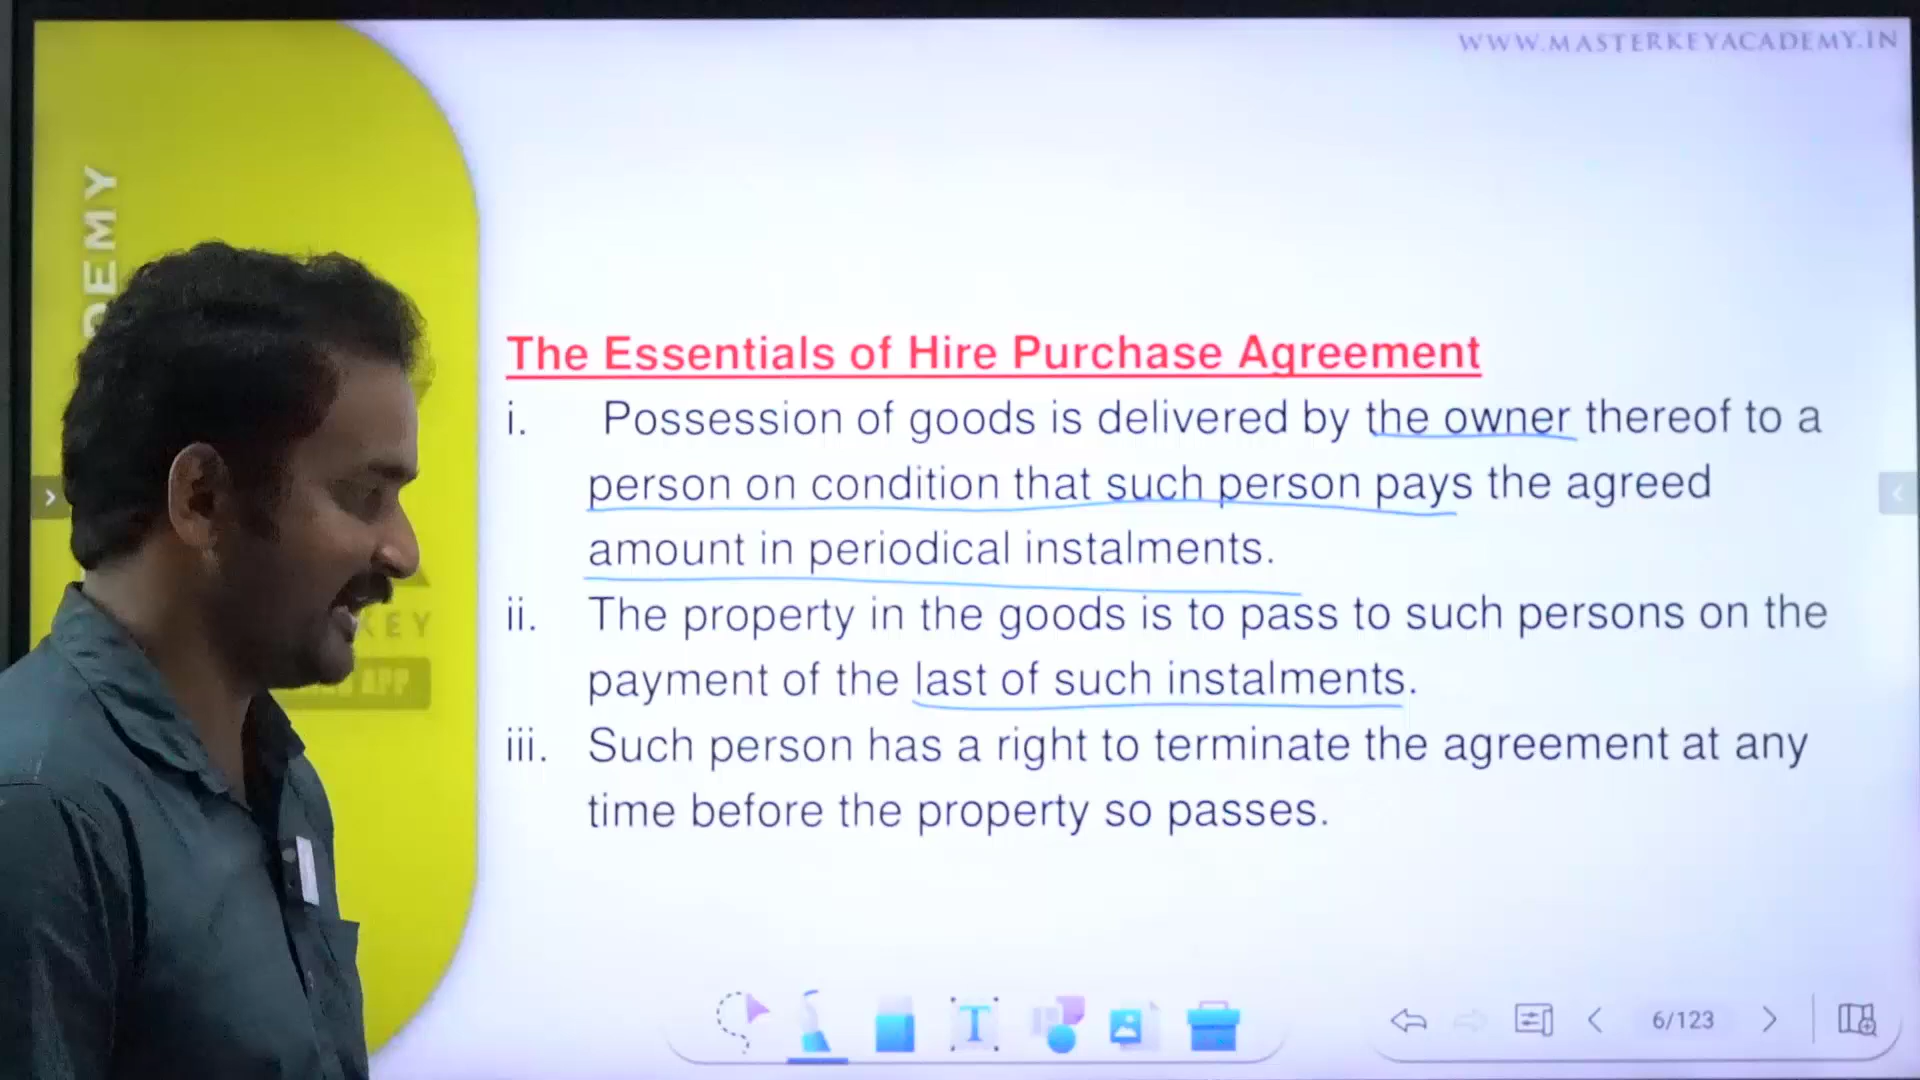 WWW.MASTERKEYACADEMY.IN
DEMY
The Essentials of Hire Purchase Agreement
i. Possession of goods is delivered by the owner thereof to a
person on condition that such person pays the agreed
amount in periodical instalments.
ii. The property in the goods is to pass to such persons on the
KEY
payment of the last of such instalments.
APP
iii. Such person has a right to terminate the agreement at any
time before the property so passes.
T
6/123